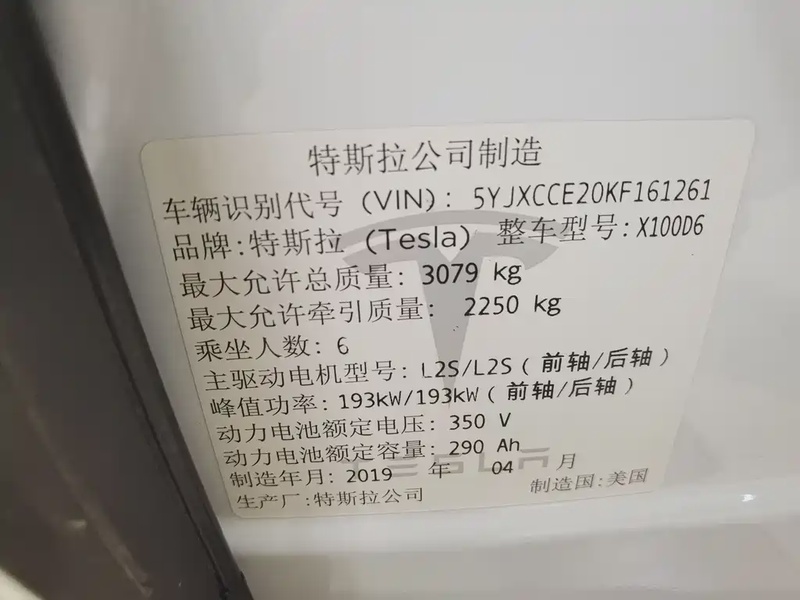 特斯拉公司制造
车辆识别代号 (VIN): 5YJXCCE20KF161261
品牌:特斯拉 (Tesla) 整车型号:X100D6
最大允许总质量: 3079 kg
最大允许牵引质量: 2250 kg
乘坐人数: 6
主驱动电机型号: L2S/L2S (前轴/后轴)
峰值功率: 193kW/193kW (前轴/后轴)
动力电池额定电压: 350 V
动力电池额定容量: 290 Ah
TESLA
制造年月: 2019 年 04 月
生产厂:特斯拉公司 制造国:美国